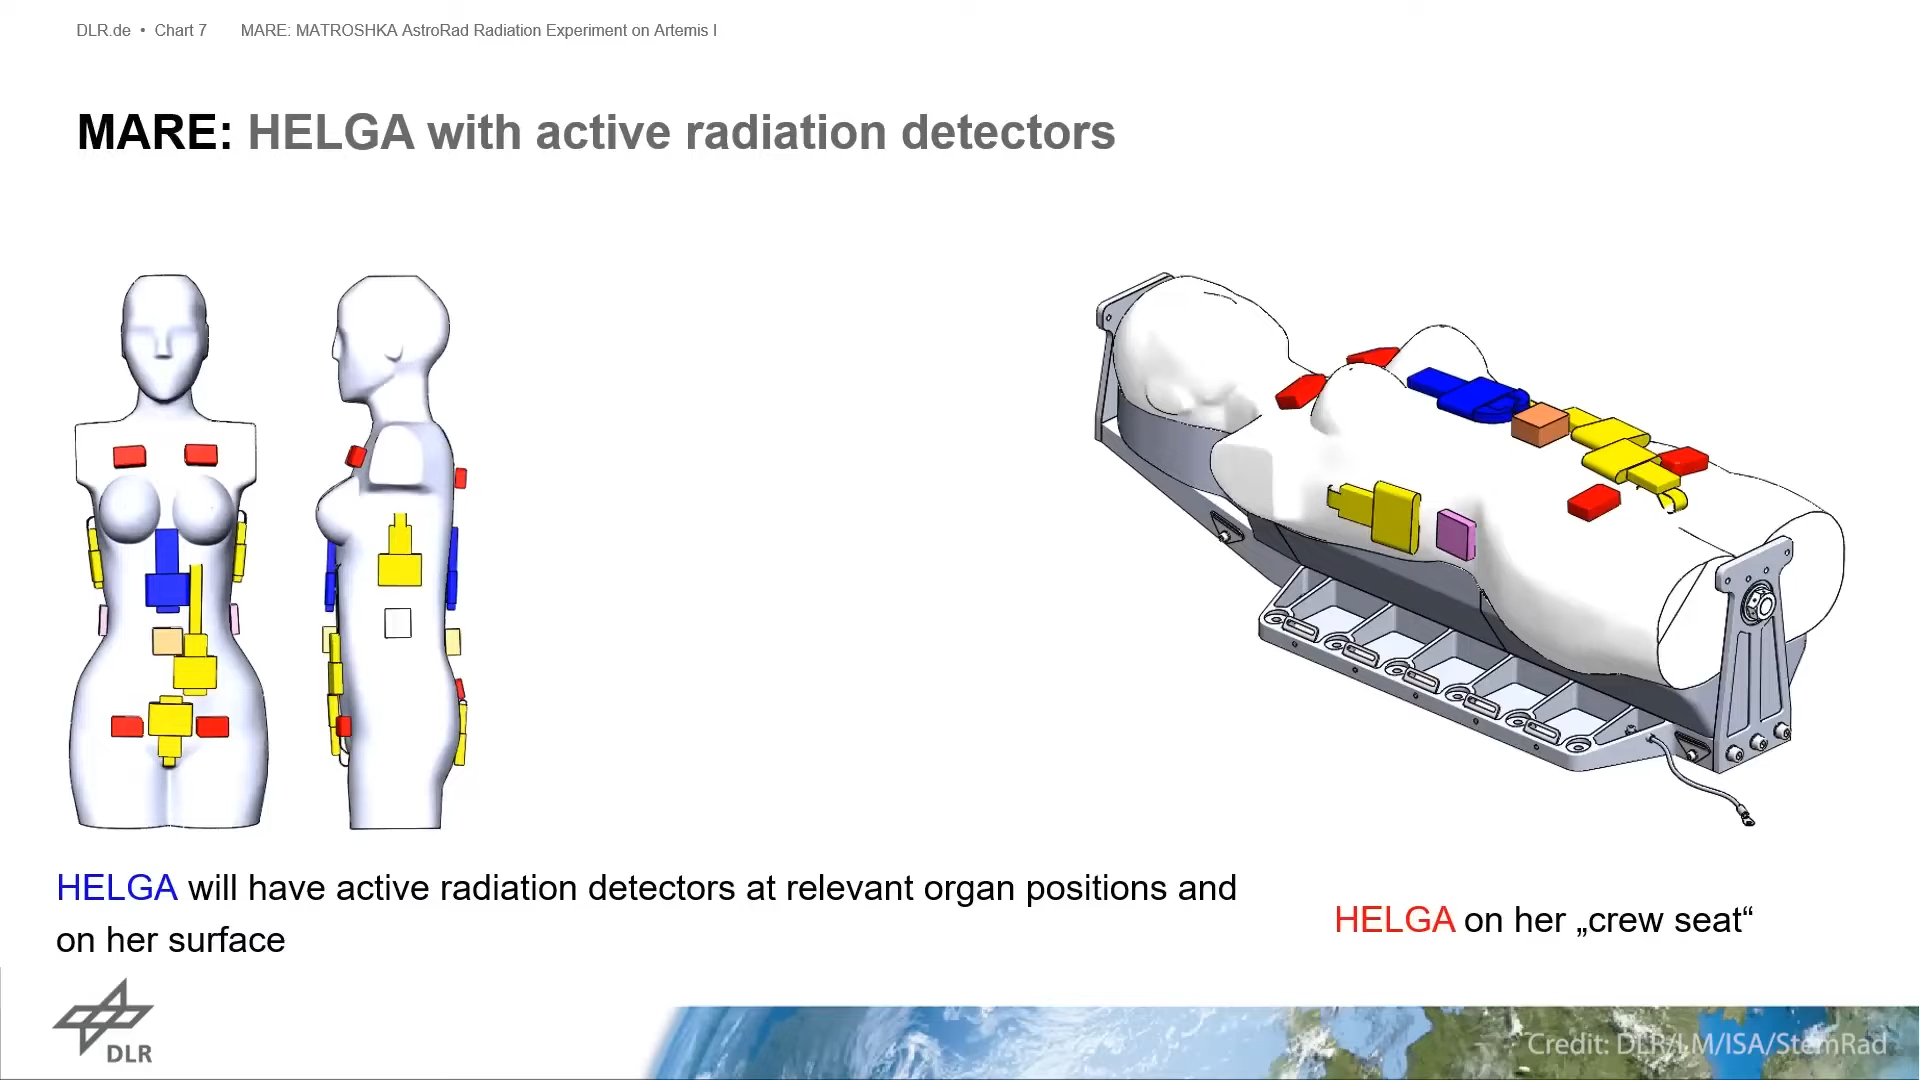 DLR.de • Chart 7 MARE: MATROSHKA AstroRad Radiation Experiment on Artemis I
MARE: HELGA with active radiation detectors
HELGA will have active radiation detectors at relevant organ positions and
on her surface
HELGA on her „crew seat“
DLR
Credit: DLR/LM/ISA/StemRad